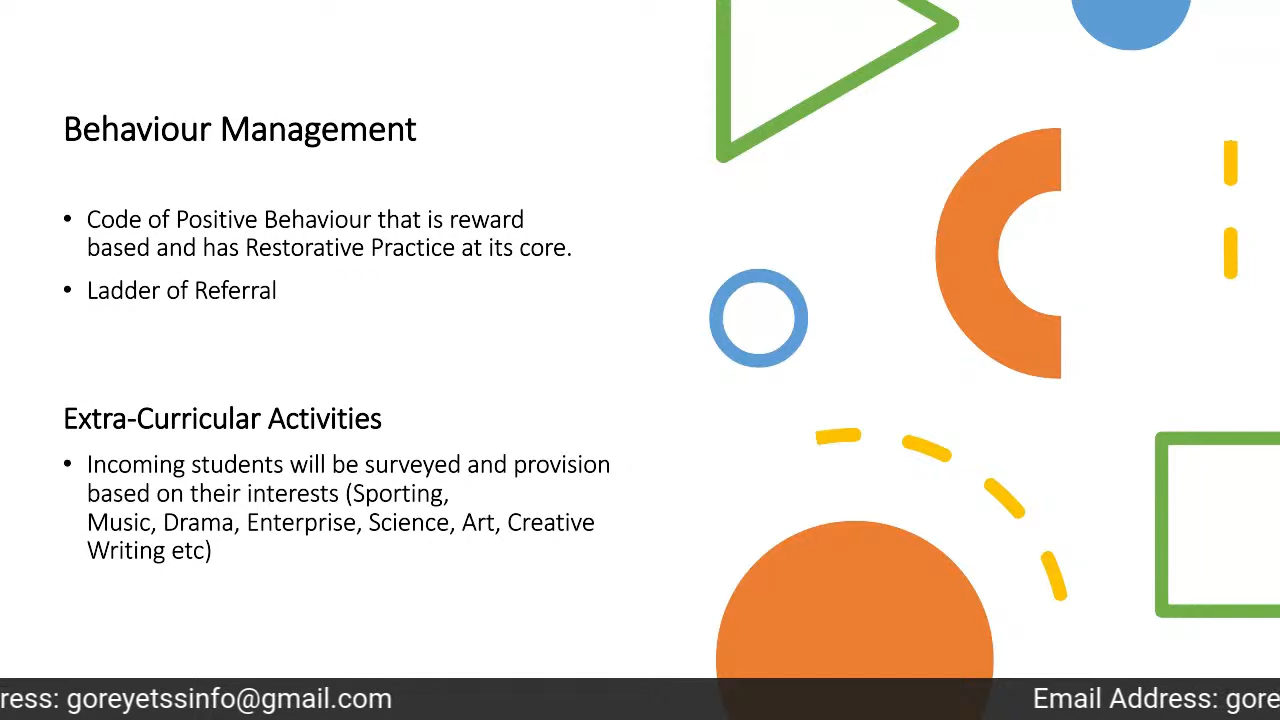 Behaviour Management
• Code of Positive Behaviour that is reward
based and has Restorative Practice at its core.
• Ladder of Referral
Extra-Curricular Activities
• Incoming students will be surveyed and provision
based on their interests (Sporting,
Music, Drama, Enterprise, Science, Art, Creative
Writing etc)
ress: goreyetssinfo@gmail.com
Email Address: gore